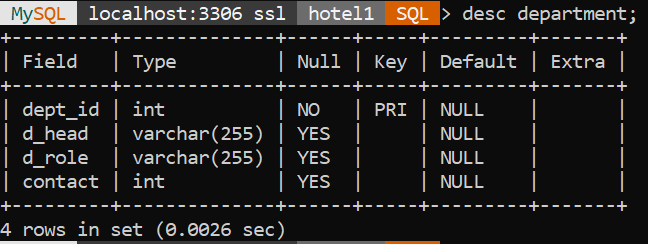 MySQL localhost:3306 ssl hotel1 SQL > desc department;
+---------+--------------+------+-----+---------+-------+
| Field   | Type         | Null | Key | Default | Extra |
+---------+--------------+------+-----+---------+-------+
| dept_id | int          | NO   | PRI | NULL    |       |
| d_head  | varchar(255) | YES  |     | NULL    |       |
| d_role  | varchar(255) | YES  |     | NULL    |       |
| contact | int          | YES  |     | NULL    |       |
+---------+--------------+------+-----+---------+-------+
4 rows in set (0.0026 sec)